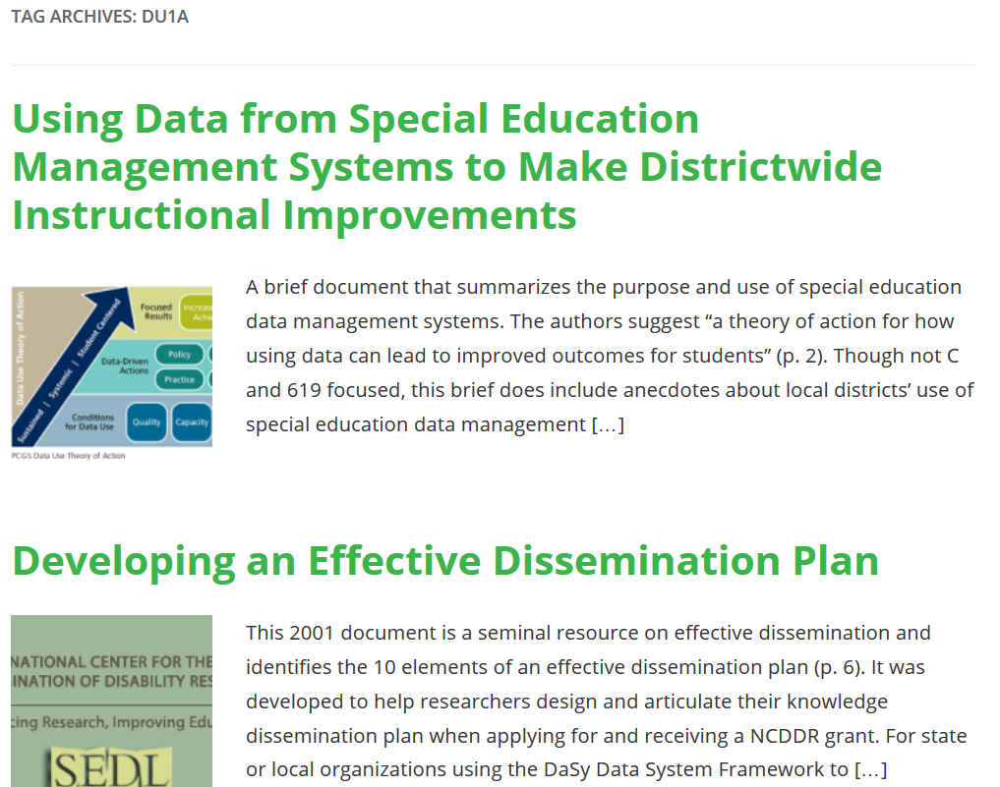 TAG ARCHIVES: DU1A
Using Data from Special Education
Management Systems to Make Districtwide
Instructional Improvements
Data Use Theory of Action
Sustained | Systemic | Student Centered
Focused
Results
Data-Driven
Actions
Policy
Practice
Conditions
for Data Use
Quality
Capacity
PCG's Data Use Theory of Action
A brief document that summarizes the purpose and use of special education
data management systems. The authors suggest “a theory of action for how
using data can lead to improved outcomes for students” (p. 2). Though not C
and 619 focused, this brief does include anecdotes about local districts’ use of
special education data management […]
Developing an Effective Dissemination Plan
NATIONAL CENTER FOR THE
INATION OF DISABILITY RES
cing Research, Improving Edu
SEDL
This 2001 document is a seminal resource on effective dissemination and
identifies the 10 elements of an effective dissemination plan (p. 6). It was
developed to help researchers design and articulate their knowledge
dissemination plan when applying for and receiving a NCDDR grant. For state
or local organizations using the DaSy Data System Framework to […]